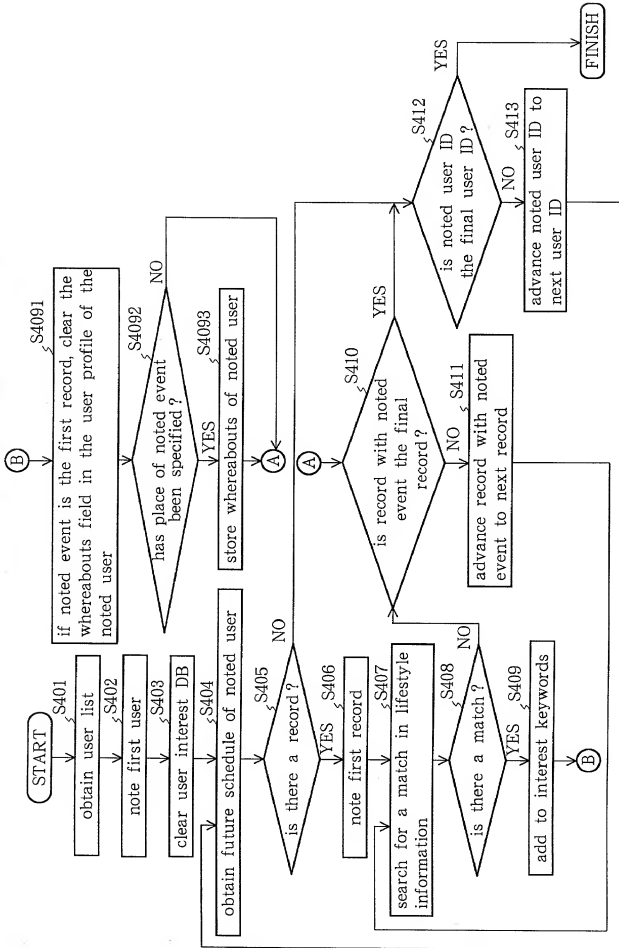 START
S401
obtain user list
S402
note first user
S403
clear user interest DB
S404
obtain future schedule of noted user
S405
is there a record?
NO
YES
S406
note first record
S407
search for a match in lifestyle
information
S408
is there a match?
NO
YES
S409
add to interest keywords
B
B
S4091
if noted event is the first record, clear the
whereabouts field in the user profile of the
noted user
S4092
has place of noted event
been specified?
NO
YES
S4093
store whereabouts of noted user
A
A
S410
is record with noted
event the final
record?
YES
NO
S411
advance record with noted
event to next record
S412
is noted user ID
the final user ID?
YES
NO
S413
advance noted user ID to
next user ID
FINISH